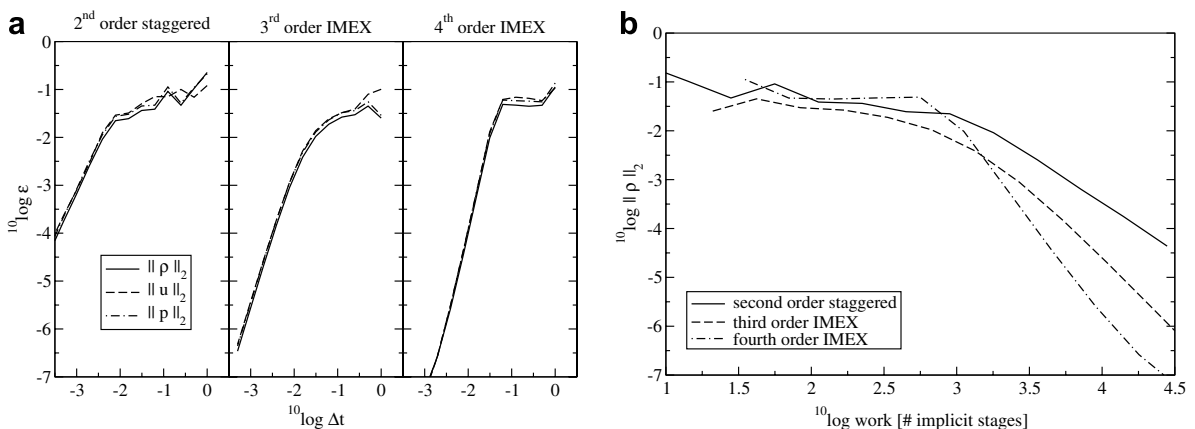 a
2nd order staggered
3rd order IMEX
4th order IMEX
0
-1
-2
-3
-4
-5
-6
-7
10log ε
|| ρ ||2
|| u ||2
|| p ||2
-3 -2 -1 0
-3 -2 -1 0
-3 -2 -1 0
10log Δt
b
0
-1
-2
-3
-4
-5
-6
-7
10log || ρ ||2
second order staggered
third order IMEX
fourth order IMEX
1 1.5 2 2.5 3 3.5 4 4.5
10log work [# implicit stages]